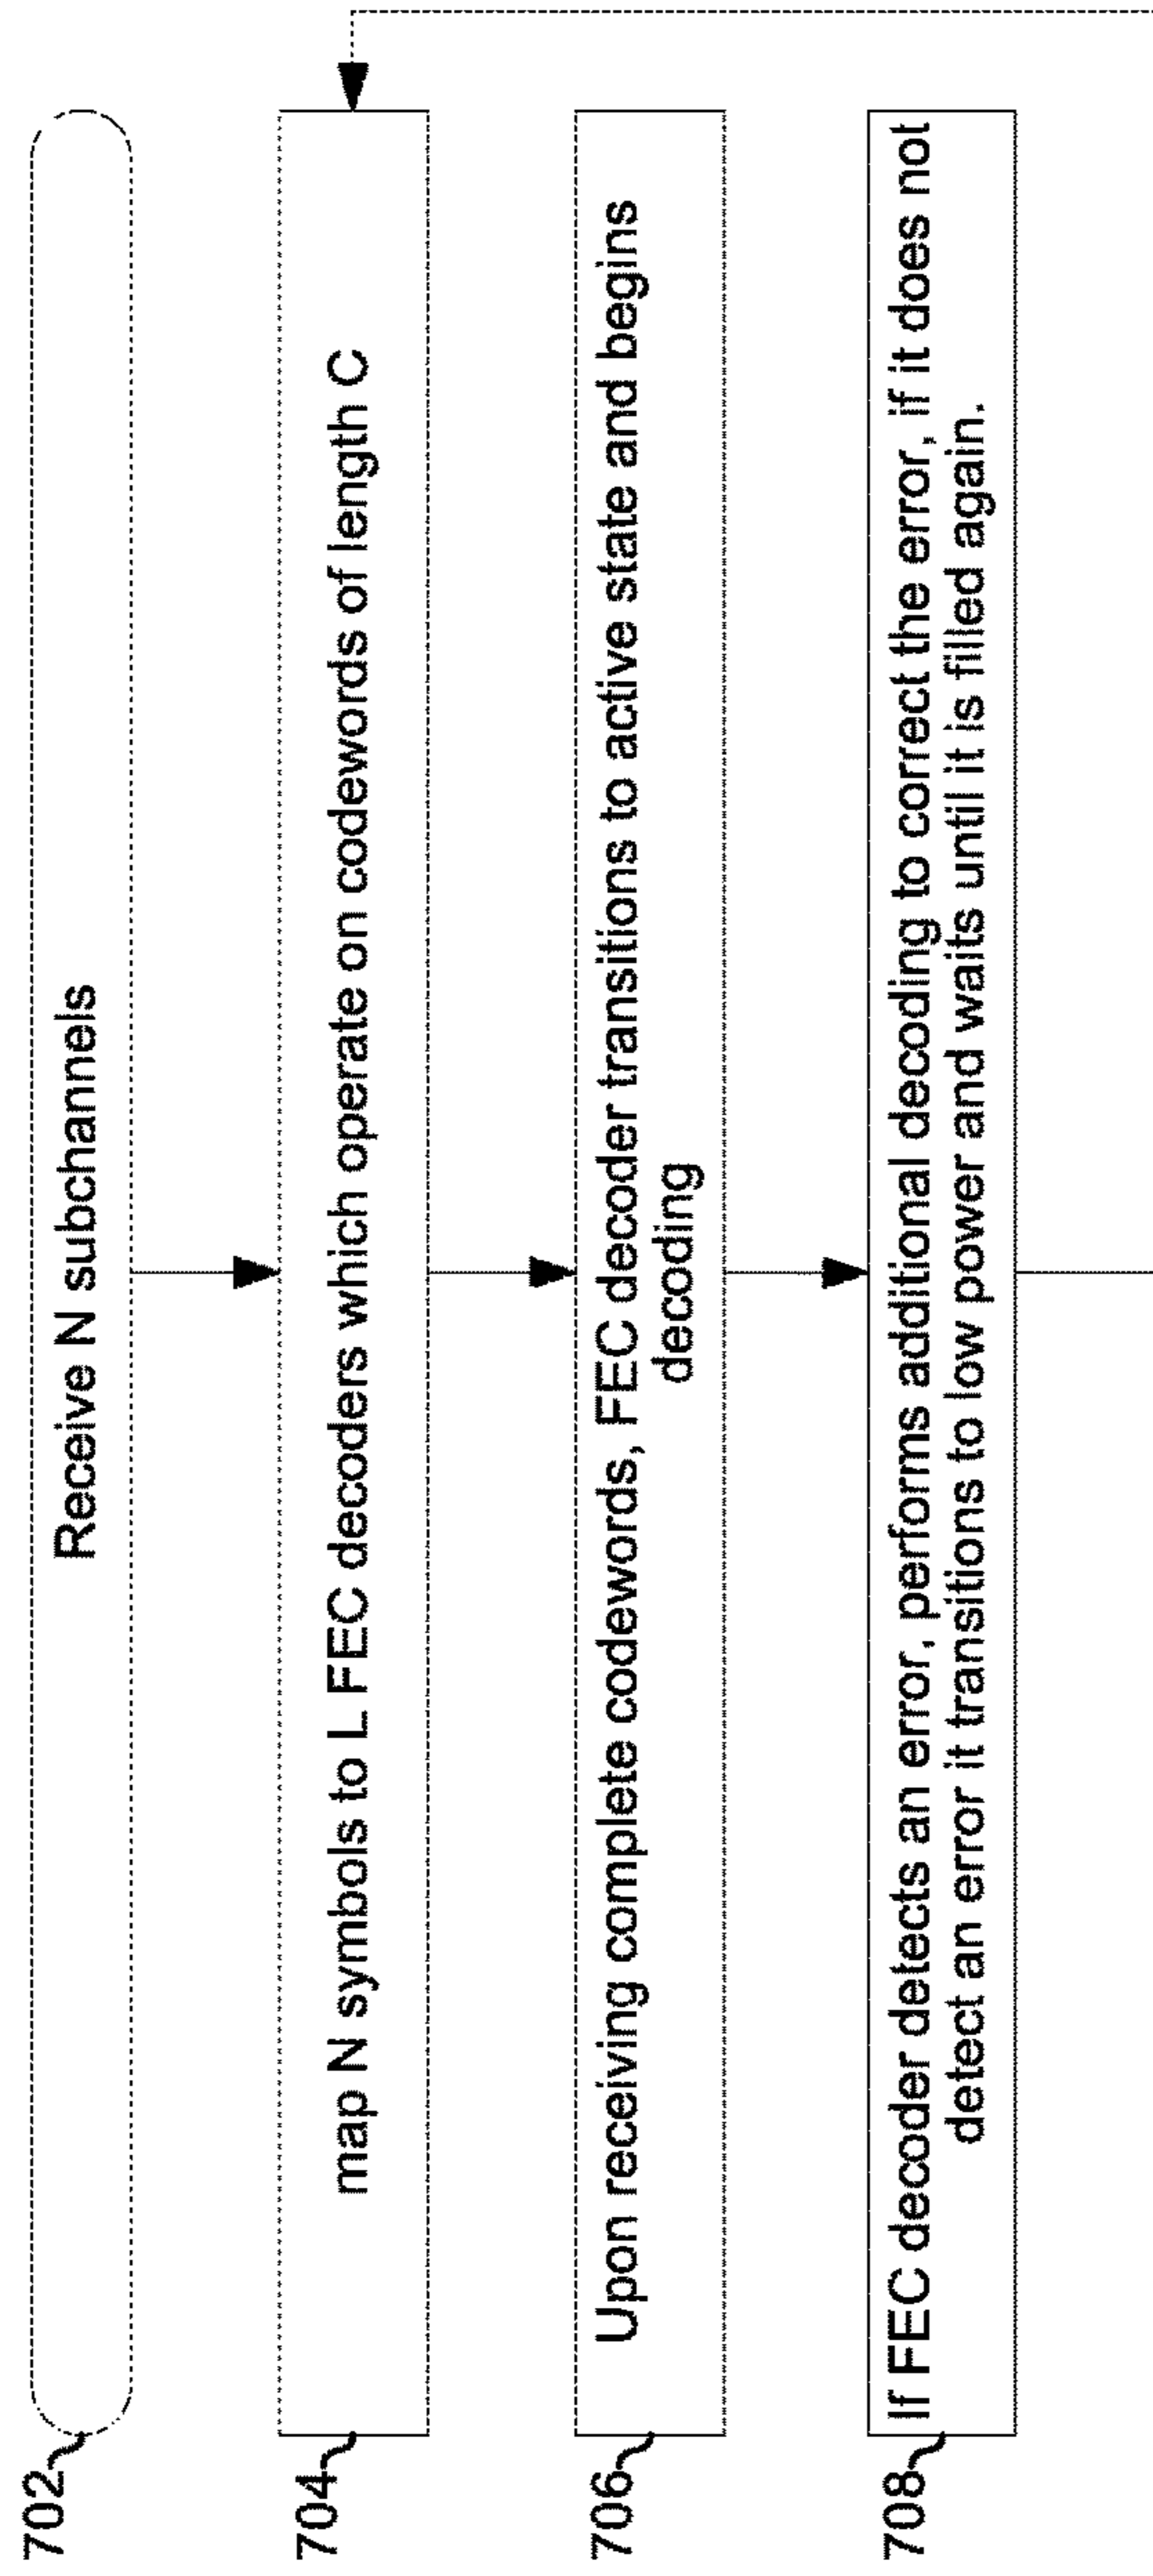 702
Receive N subchannels
704
map N symbols to L FEC decoders which operate on codewords of length C
706
Upon receiving complete codewords, FEC decoder transitions to active state and begins
decoding
708
If FEC decoder detects an error, performs additional decoding to correct the error, if it does not
detect an error it transitions to low power and waits until it is filled again.